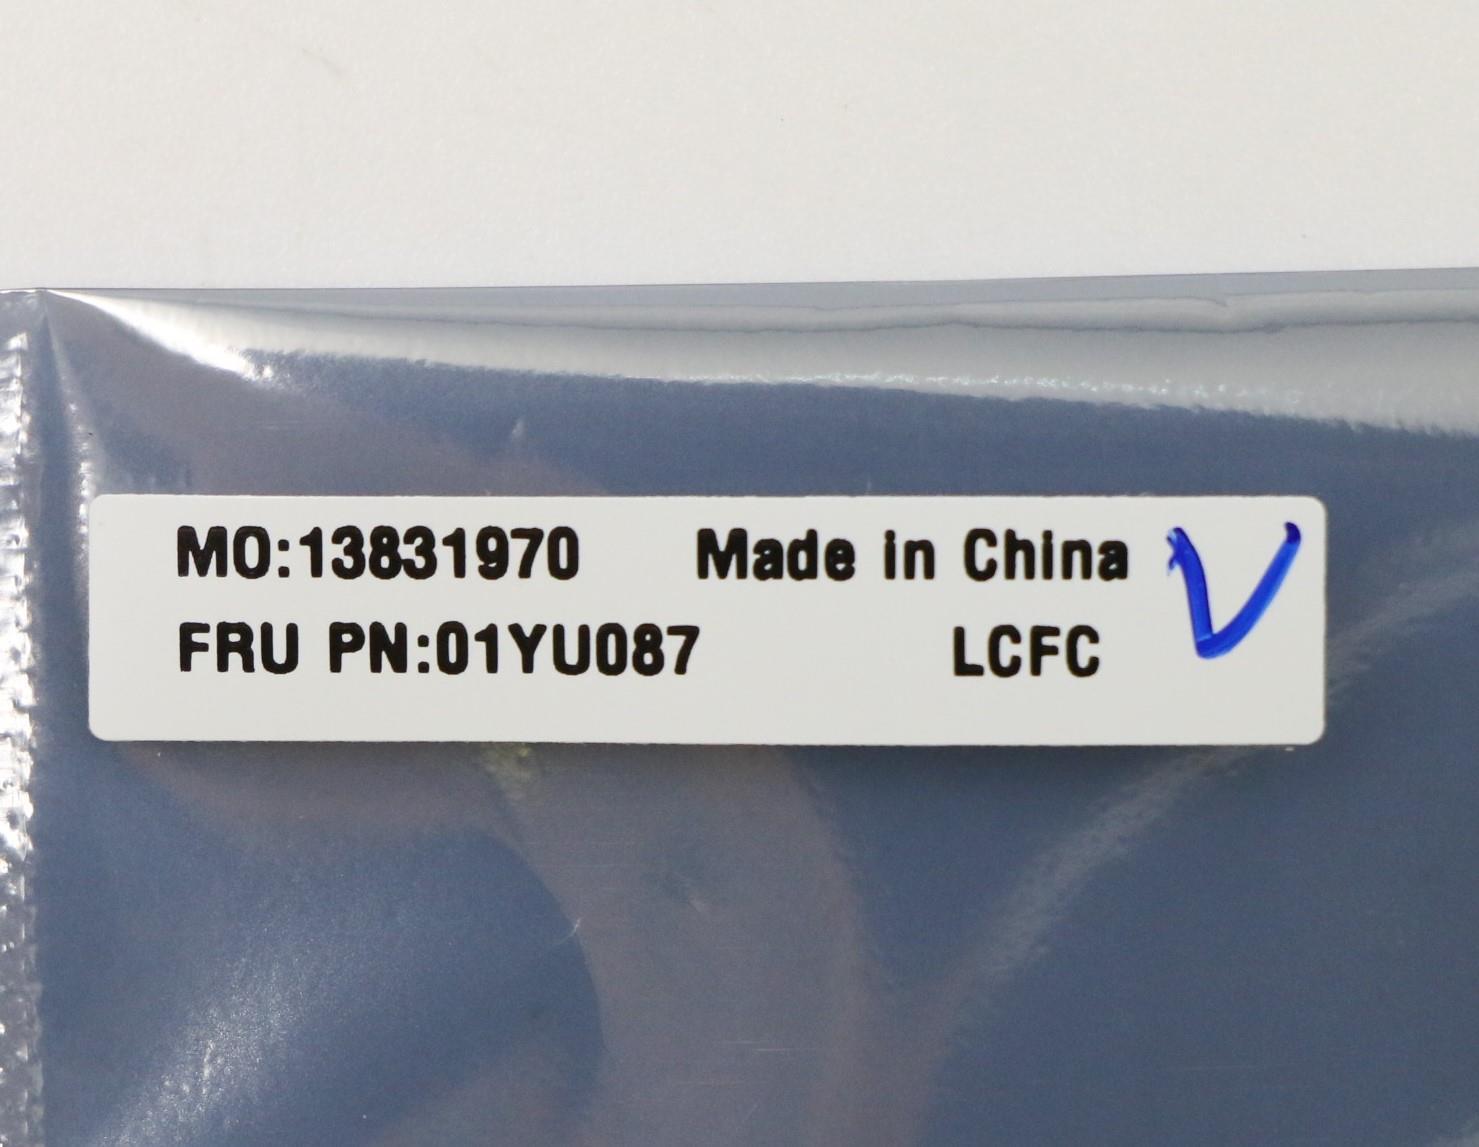 MO:13831970 Made in China
FRU PN:01YU087 LCFC